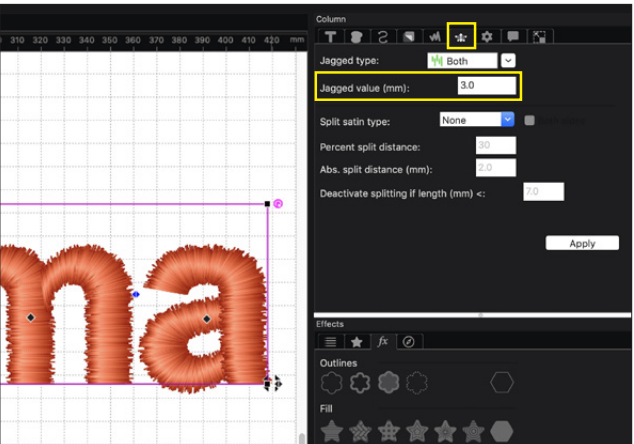 Column
310 320 330 340 350 360 370 380 390 400 410 420 mm
Jagged type: Both
Jagged value (mm): 3.0
Split satin type: None
Percent split distance: 30
Abs. split distance (mm): 2.0
Deactivate splitting if length (mm) <: 7.0
Apply
ma
Effects
fx
Outlines
Fill